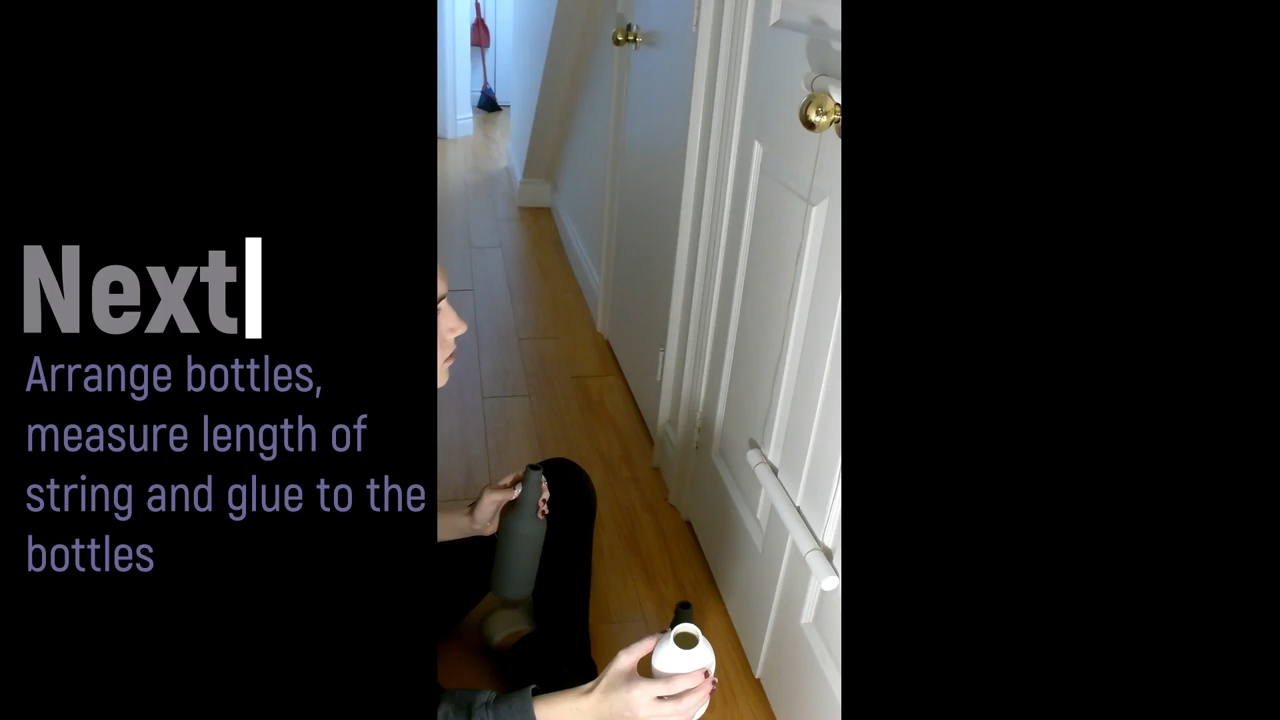 Next
Arrange bottles,
measure length of
string and glue to the
bottles